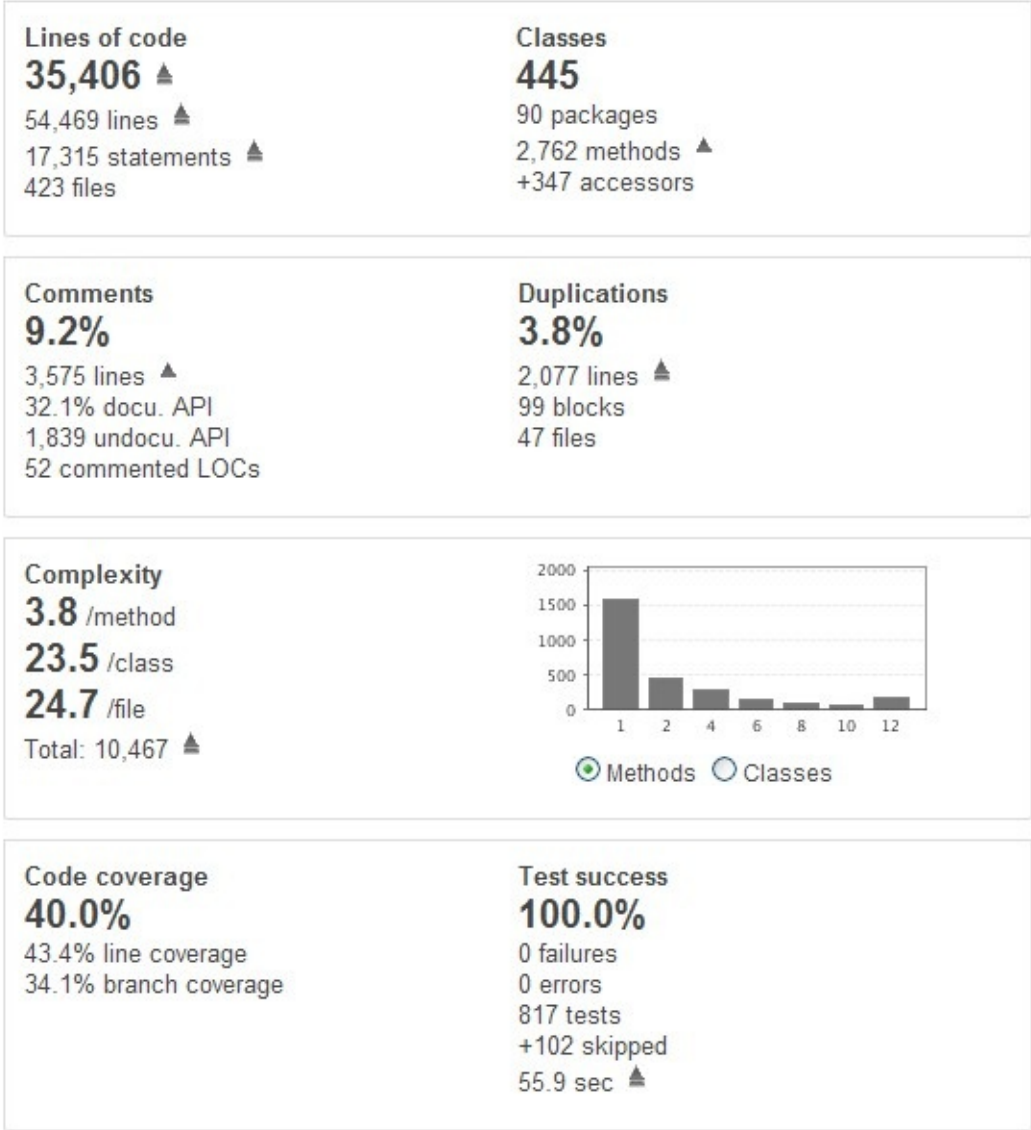 Lines of code
35,406
54,469 lines
17,315 statements
423 files
Classes
445
90 packages
2,762 methods
+347 accessors
Comments
9.2%
3,575 lines
32.1% docu. API
1,839 undocu. API
52 commented LOCs
Duplications
3.8%
2,077 lines
99 blocks
47 files
Complexity
3.8 /method
23.5 /class
24.7 /file
Total: 10,467
2000
1500
1000
500
0
1 2 4 6 8 10 12
Methods Classes
Code coverage
40.0%
43.4% line coverage
34.1% branch coverage
Test success
100.0%
0 failures
0 errors
817 tests
+102 skipped
55.9 sec